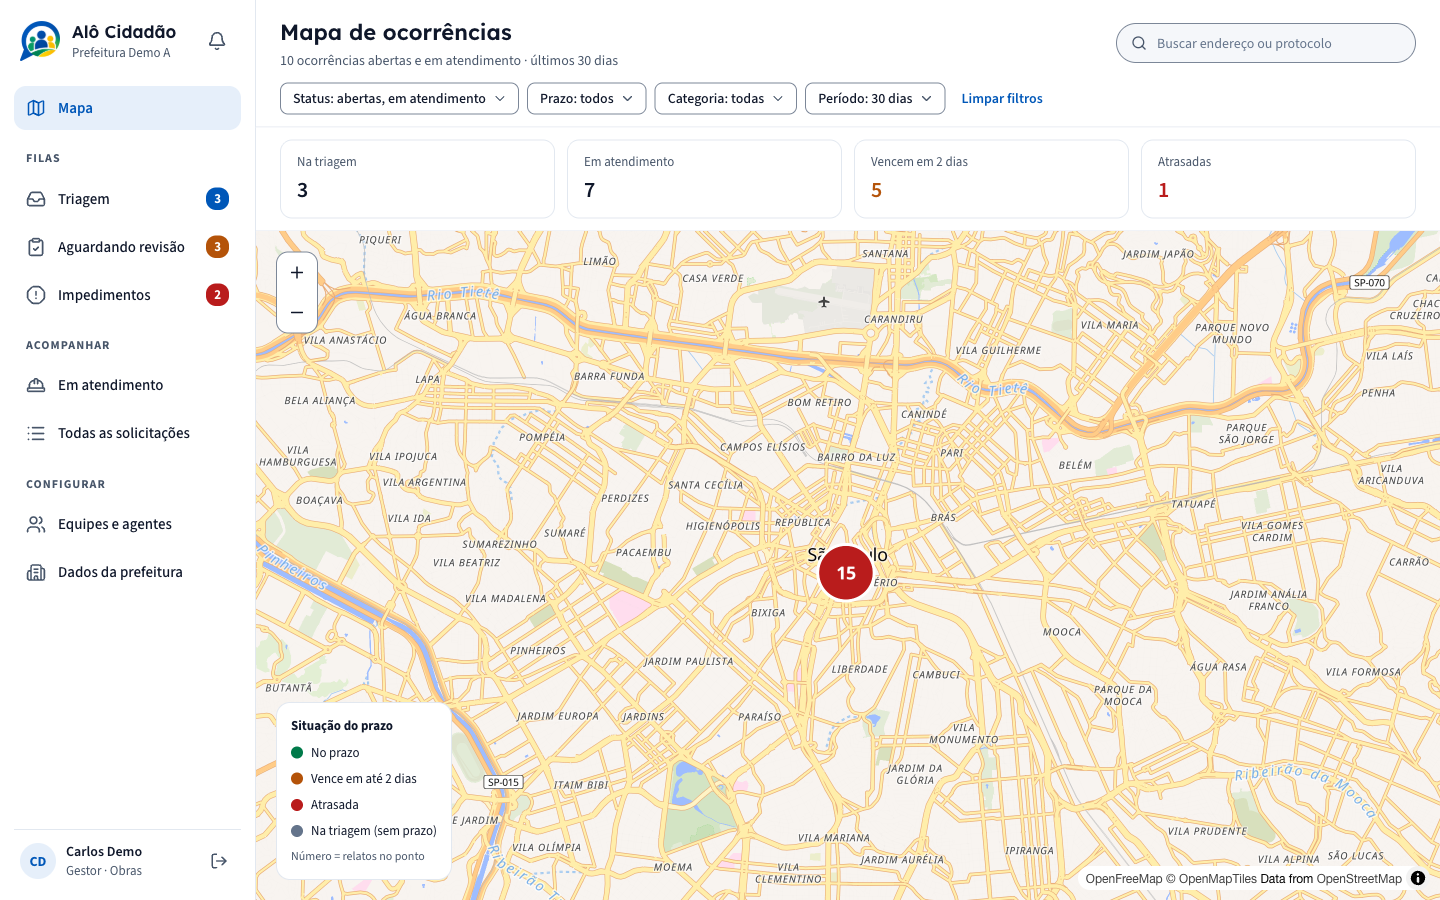 Alô Cidadão
Prefeitura Demo A
Mapa
FILAS
Triagem 3
Aguardando revisão 3
Impedimentos 2
ACOMPANHAR
Em atendimento
Todas as solicitações
CONFIGURAR
Equipes e agentes
Dados da prefeitura
CD
Carlos Demo
Gestor · Obras
Mapa de ocorrências
10 ocorrências abertas e em atendimento · últimos 30 dias
Buscar endereço ou protocolo
Status: abertas, em atendimento
Prazo: todos
Categoria: todas
Período: 30 dias
Limpar filtros
Na triagem
3
Em atendimento
7
Vencem em 2 dias
5
Atrasadas
1
+
−
PIQUERI
LIMÃO
CASA VERDE
SANTANA
JARDIM JAPÃO
SP-070
Rio Tietê
ÁGUA BRANCA
CARANDIRU
VILA MARIA
PARQUE NOVO
MUNDO
VILA ANASTÁCIO
VILA GUILHERME
VILA LAÍS
LAPA
BARRA FUNDA
Rio Tietê
PENHA
BELA ALIANÇA
BOM RETIRO
CANINDÉ
POMPÉIA
PARQUE
SÃO JORGE
VILA
HAMBURGUESA
VILA IPOJUCA
CAMPOS ELÍSIOS
BAIRRO DA LUZ
PARI
BELÉM
VILA
ARICANDUVA
VILA ARGENTINA
SANTA CECÍLIA
BOAÇAVA
PERDIZES
TATUAPÉ
VILA IDA
HIGIENÓPOLIS
REPÚBLICA
BRÁS
VILA GOMES
CARDIM
SUMARÉ
SUMAREZINHO
PACAEMBU
VILA BEATRIZ
CARRÃO
Pinheiros
15
VILA MADALENA
BIXIGA
JARDIM ANÁLIA
FRANCO
MOOCA
PINHEIROS
JARDIM PAULISTA
LIBERDADE
CAMBUCI
ÁGUA RASA
VILA FORMOSA
BUTANTÃ
PARQUE DA
MOOCA
JARDIM EUROPA
JARDINS
PARAÍSO
VILA
MONUMENTO
SP-015
ITAIM BIBI
JARDIM DA
GLÓRIA
Ribeirão da Mooca
VILA OLÍMPIA
VILA MARIANA
VILA PRUDENTE
IPIRANGA
MOEMA
VILA
CLEMENTINO
JARDIM AURÉLIA
VILA ALPINA
SÃO LUCAS
Situação do prazo
No prazo
Vence em até 2 dias
Atrasada
Na triagem (sem prazo)
Número = relatos no ponto
OpenFreeMap © OpenMapTiles Data from OpenStreetMap